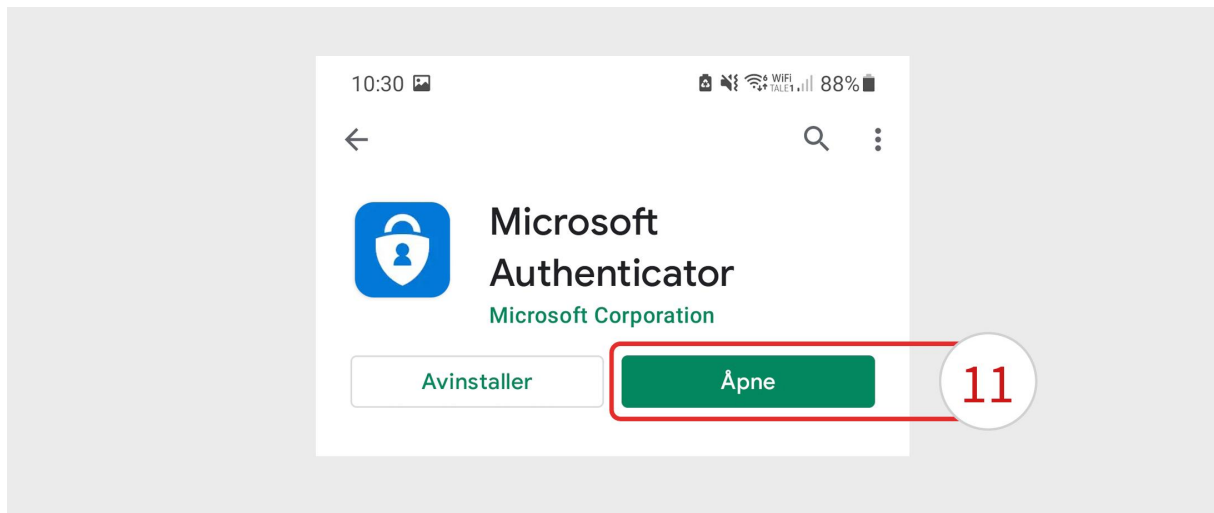 10:30 88%
Microsoft
Authenticator
Microsoft Corporation
Avinstaller Åpne 11